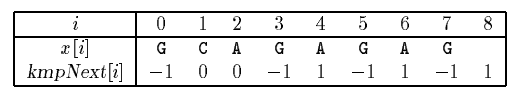 i 0 1 2 3 4 5 6 7 8
x[i] G C A G A G A G
kmpNext[i] −1 0 0 −1 1 −1 1 −1 1